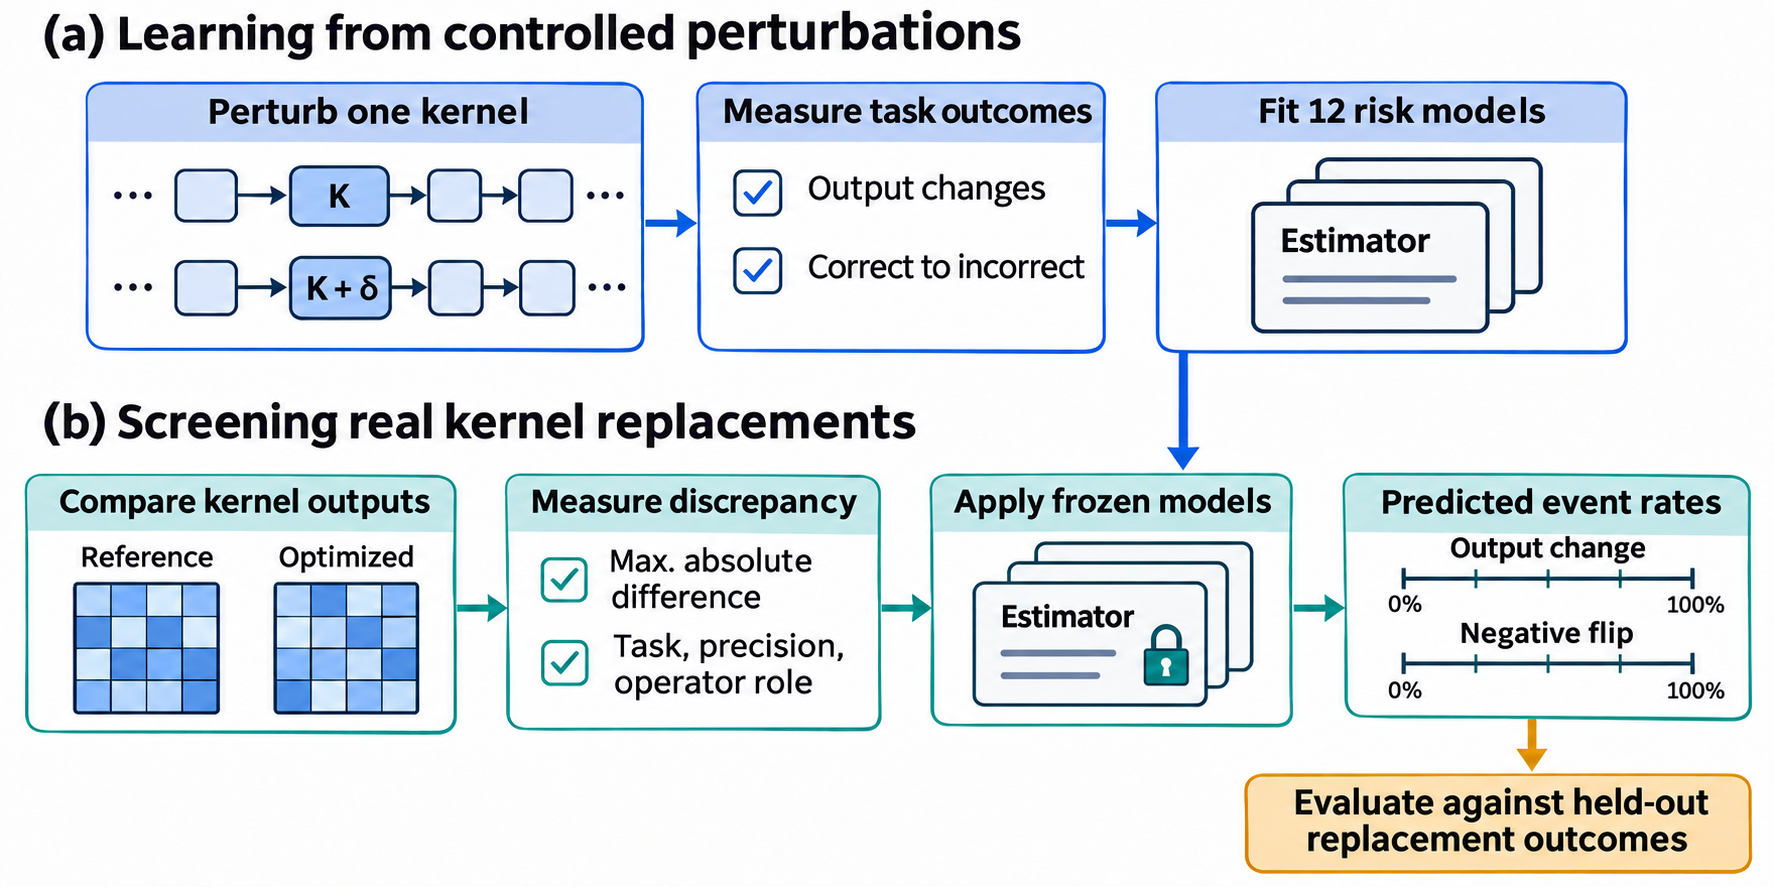 (a) Learning from controlled perturbations
Perturb one kernel
... K ...
... K + δ ...
Measure task outcomes
Output changes
Correct to incorrect
Fit 12 risk models
Estimator
(b) Screening real kernel replacements
Compare kernel outputs
Reference
Optimized
Measure discrepancy
Max. absolute
difference
Task, precision,
operator role
Apply frozen models
Estimator
Predicted event rates
Output change
0% 100%
Negative flip
0% 100%
Evaluate against held-out
replacement outcomes